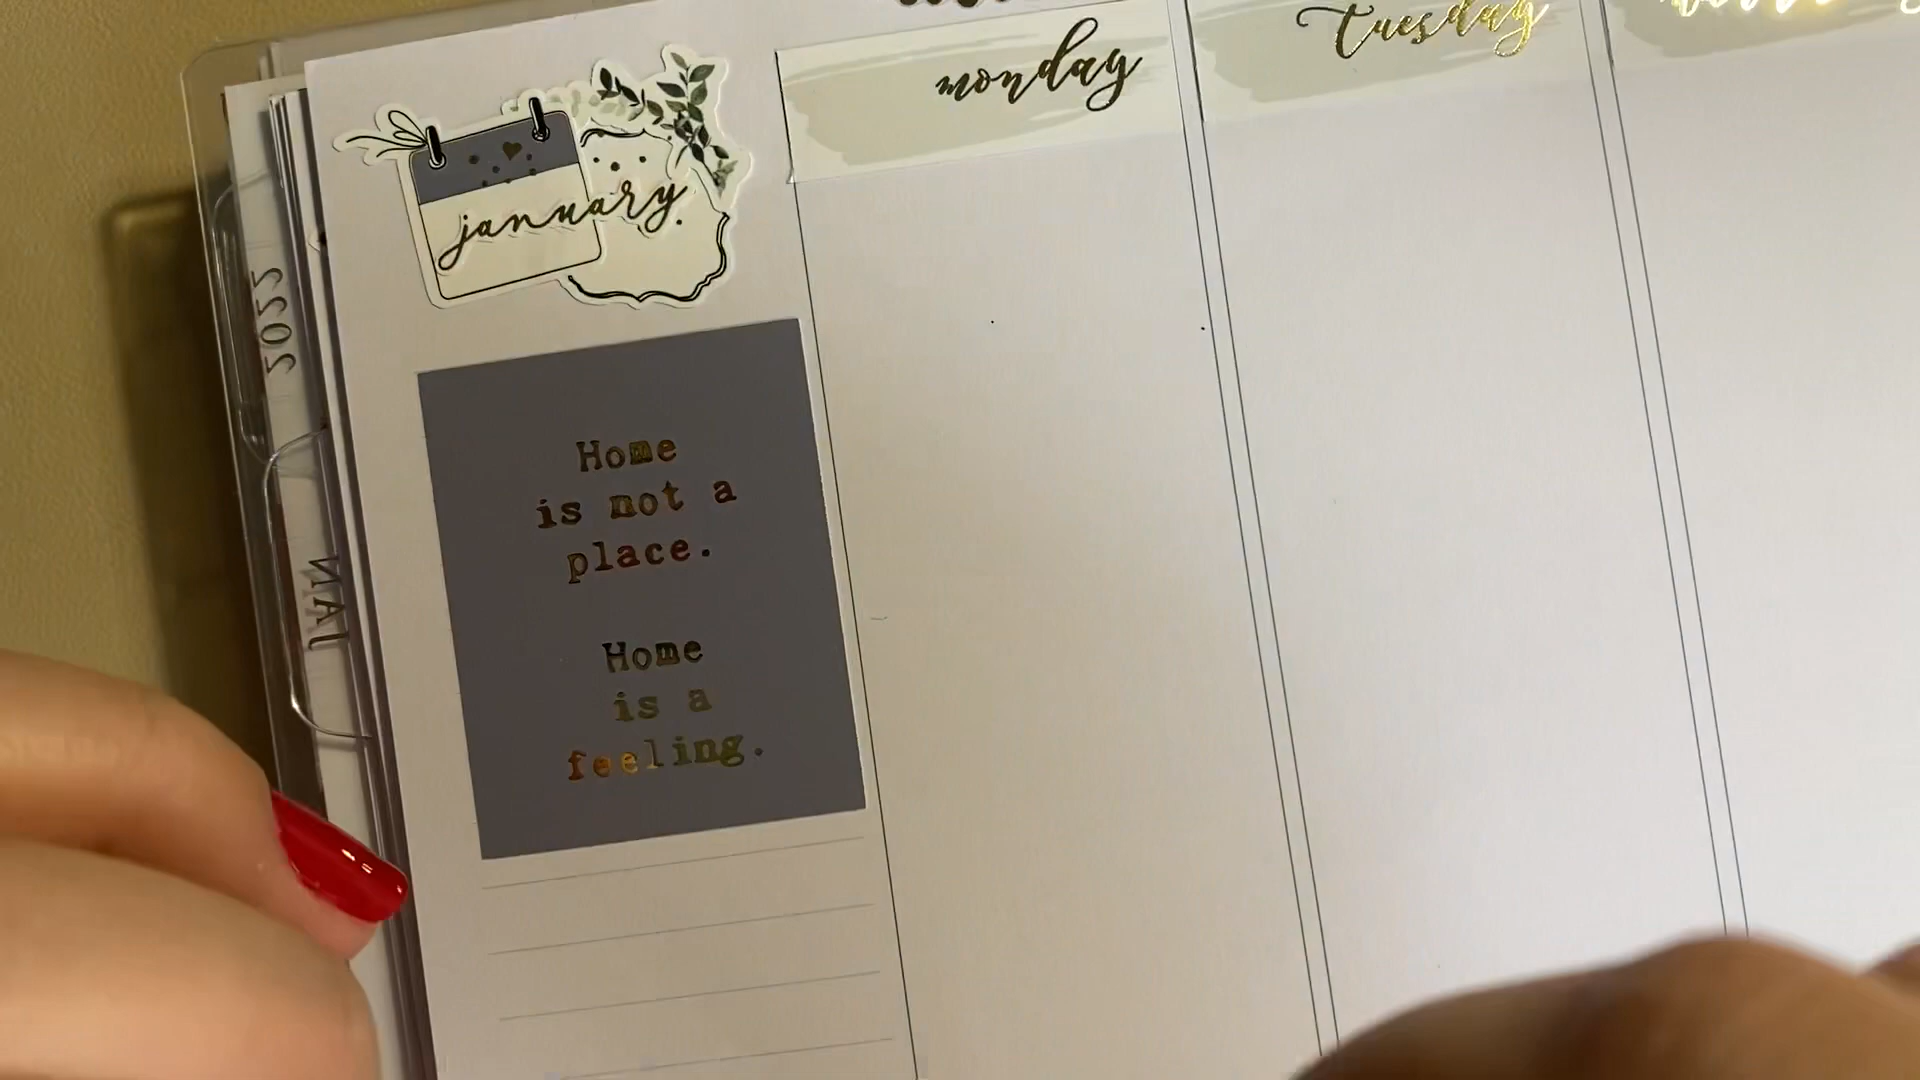 monday
tuesday
january.
2022
JAN
Home
is not a
place.
Home
is a
feeling.